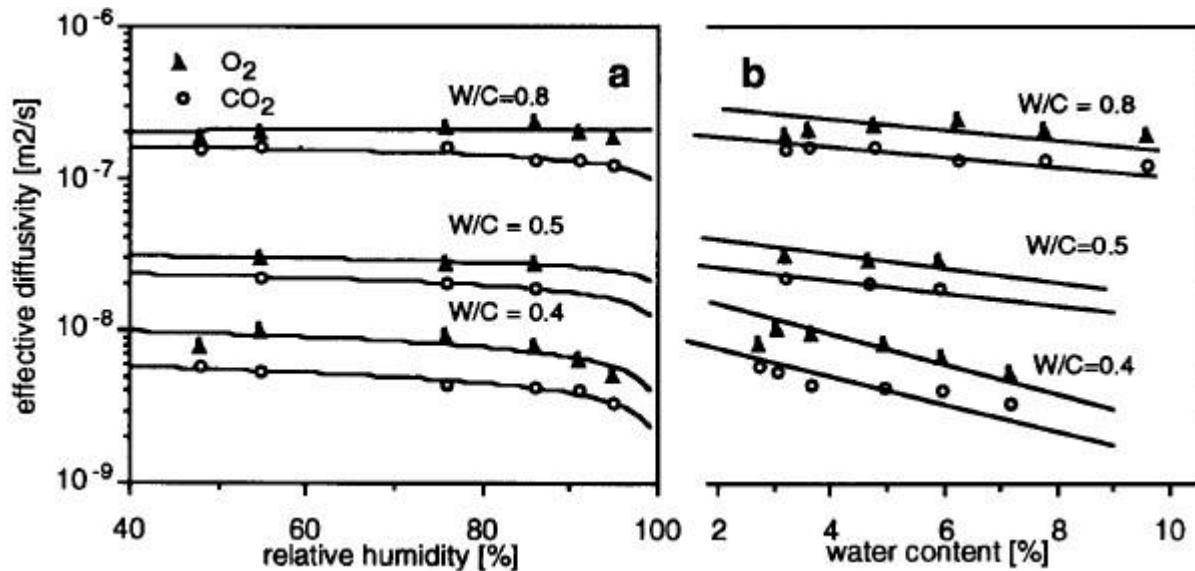 effective diffusivity [m2/s]
10-6
10-7
10-8
10-9
O2
CO2
a
W/C=0.8
W/C = 0.5
W/C = 0.4
40
60
80
100
relative humidity [%]
b
W/C = 0.8
W/C=0.5
W/C=0.4
2
4
6
8
10
water content [%]